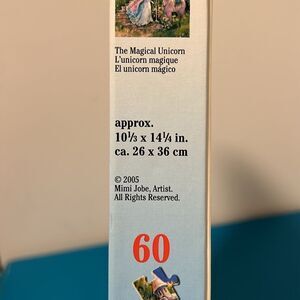 The Magical Unicorn
L'unicorn magique
El unicorn mágico
approx.
10⅓ x 14¼ in.
ca. 26 x 36 cm
© 2005
Mimi Jobe, Artist.
All Rights Reserved.
60